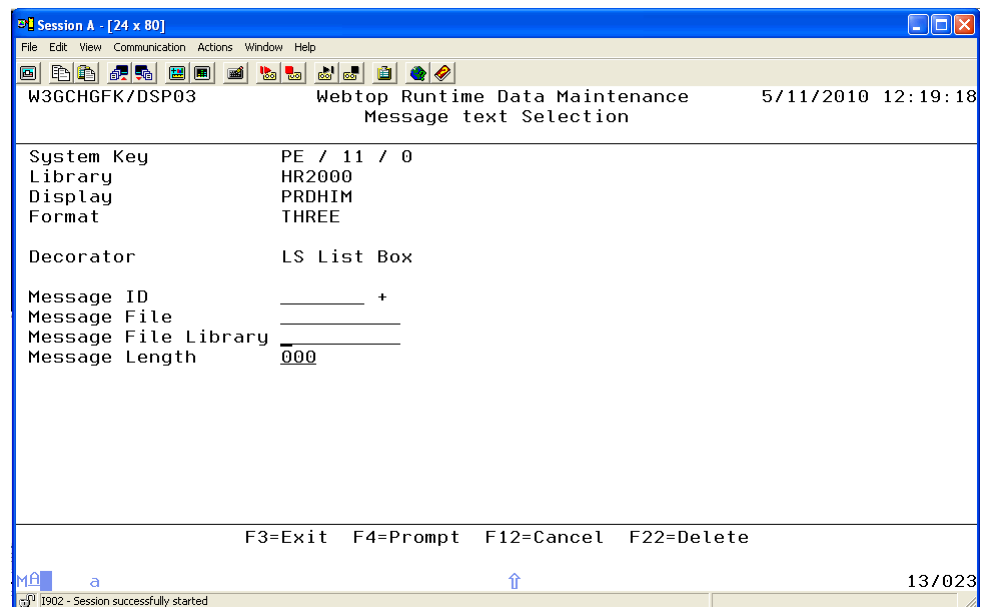 Session A - [24 x 80]
File Edit View Communication Actions Window Help
W3GCHGFK/DSP03 Webtop Runtime Data Maintenance 5/11/2010 12:19:18
Message text Selection
System Key PE / 11 / 0
Library HR2000
Display PRDHIM
Format THREE
Decorator LS List Box
Message ID ________ +
Message File
Message File Library
Message Length 000
F3=Exit F4=Prompt F12=Cancel F22=Delete
MA a 13/023
I902 - Session successfully started